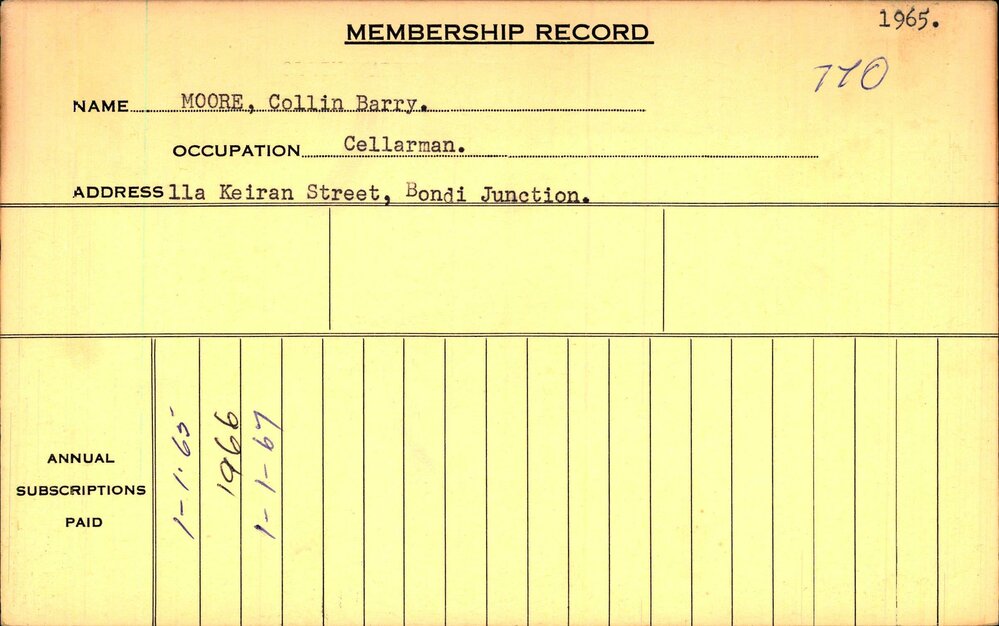 1965.
MEMBERSHIP RECORD
770
NAME MOORE, Collin Barry.
OCCUPATION Cellarman.
ADDRESS 11a Keiran Street, Bondi Junction.
ANNUAL
SUBSCRIPTIONS
PAID
1-1-65
1966
1-1-67